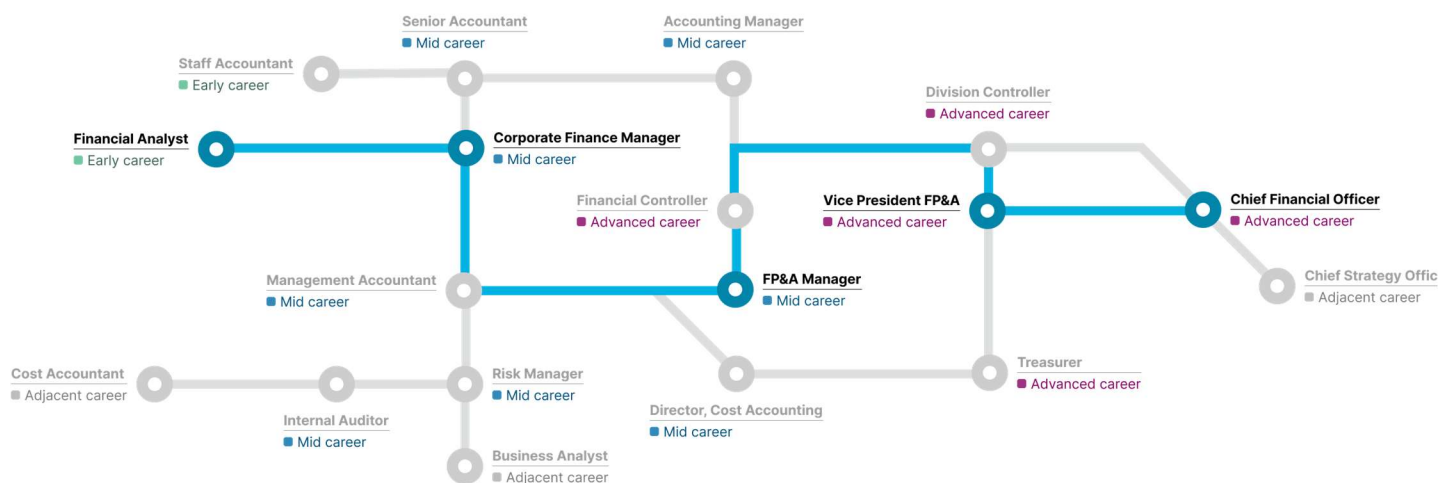 Senior Accountant
Mid career
Accounting Manager
Mid career
Staff Accountant
Early career
Division Controller
Advanced career
Financial Analyst
Early career
Corporate Finance Manager
Mid career
Financial Controller
Advanced career
Vice President FP&A
Advanced career
Chief Financial Officer
Advanced career
Management Accountant
Mid career
FP&A Manager
Mid career
Chief Strategy Offic
Adjacent career
Cost Accountant
Adjacent career
Internal Auditor
Mid career
Risk Manager
Mid career
Director, Cost Accounting
Mid career
Treasurer
Advanced career
Business Analyst
Adjacent career